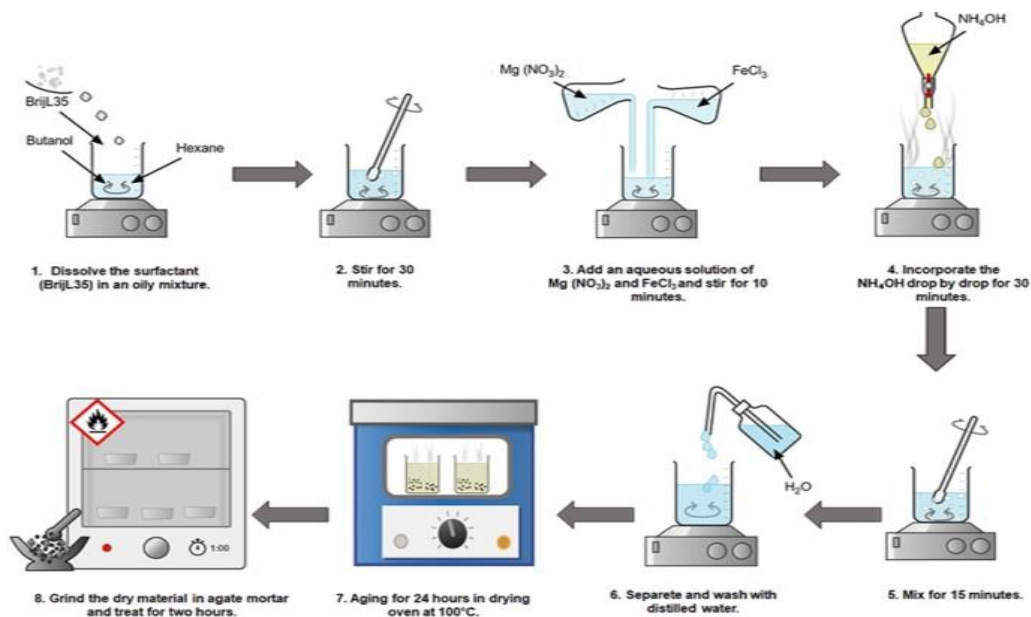 BrijL35
Butanol
Hexane
1. Dissolve the surfactant
(BrijL35) in an oily mixture.
2. Stir for 30
minutes.
Mg (NO₃)₂
FeCl₃
3. Add an aqueous solution of
Mg (NO₃)₂ and FeCl₃ and stir for 10
minutes.
NH₄OH
4. Incorporate the
NH₄OH drop by drop for 30
minutes.
5. Mix for 15 minutes.
H₂O
6. Separete and wash with
distilled water.
7. Aging for 24 hours in drying
oven at 100°C.
1:00
8. Grind the dry material in agate mortar
and treat for two hours.